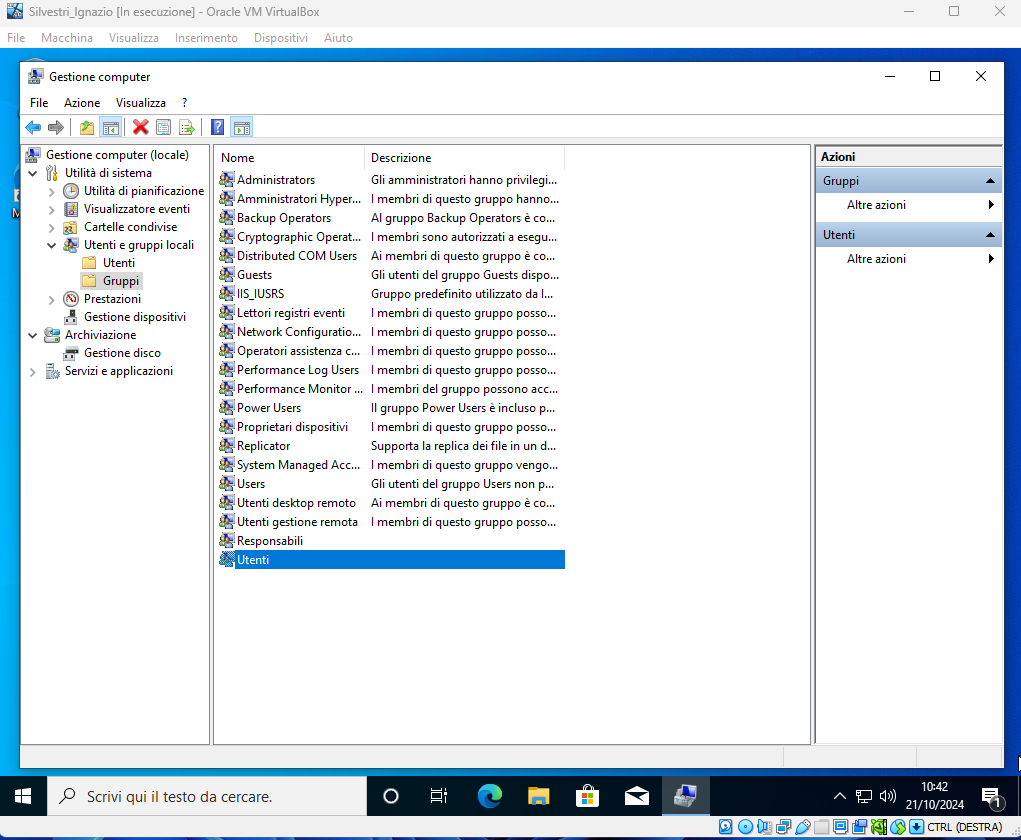 Silvestri_Ignazio [In esecuzione] - Oracle VM VirtualBox
File Macchina Visualizza Inserimento Dispositivi Aiuto
Gestione computer
File Azione Visualizza ?
Gestione computer (locale)
Utilità di sistema
Utilità di pianificazione
Visualizzatore eventi
Cartelle condivise
Utenti e gruppi locali
Utenti
Gruppi
Prestazioni
Gestione dispositivi
Archiviazione
Gestione disco
Servizi e applicazioni
Nome Descrizione
Administrators Gli amministratori hanno privilegi...
Amministratori Hyper... I membri di questo gruppo hanno...
Backup Operators Al gruppo Backup Operators è co...
Cryptographic Operat... I membri sono autorizzati a esegu...
Distributed COM Users Ai membri di questo gruppo è co...
Guests Gli utenti del gruppo Guests dispo...
IIS_IUSRS Gruppo predefinito utilizzato da I...
Lettori registri eventi I membri di questo gruppo posso...
Network Configuratio... I membri di questo gruppo posso...
Operatori assistenza c... I membri di questo gruppo posso...
Performance Log Users I membri di questo gruppo posso...
Performance Monitor ... I membri del gruppo possono acc...
Power Users Il gruppo Power Users è incluso p...
Proprietari dispositivi I membri di questo gruppo posso...
Replicator Supporta la replica dei file in un d...
System Managed Acc... I membri di questo gruppo vengo...
Users Gli utenti del gruppo Users non p...
Utenti desktop remoto Ai membri di questo gruppo è co...
Utenti gestione remota I membri di questo gruppo posso...
Responsabili
Utenti
Azioni
Gruppi
Altre azioni
Utenti
Altre azioni
Scrivi qui il testo da cercare.
10:42
21/10/2024
1
CTRL (DESTRA)